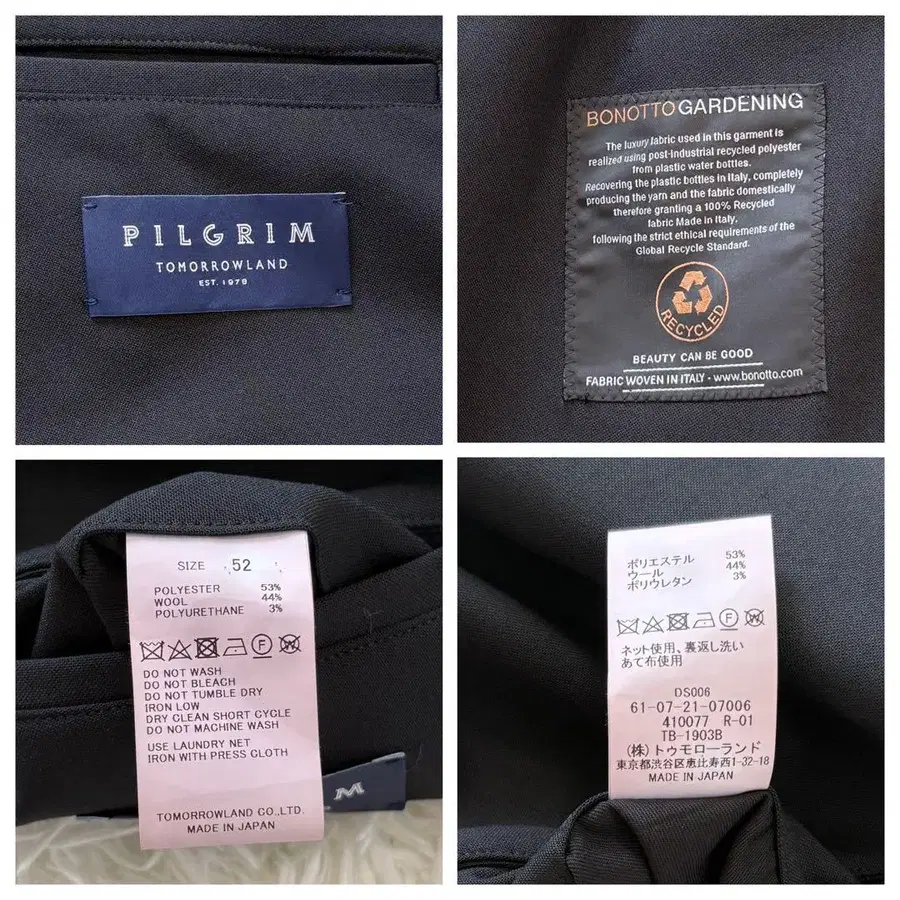 PILGRIM
TOMORROWLAND
EST. 1978
BONOTTO GARDENING
The luxury fabric used in this garment is
realized using post-industrial recycled polyester
from plastic water bottles.
Recovering the plastic bottles in Italy, completely
producing the yarn and the fabric domestically
therefore granting a 100% Recycled
fabric Made in Italy.
following the strict ethical requirements of the
Global Recycle Standard.
RECYCLED
BEAUTY CAN BE GOOD
FABRIC WOVEN IN ITALY - www.bonotto.com
SIZE 52
POLYESTER 53%
WOOL 44%
POLYURETHANE 3%
F W
DO NOT WASH
DO NOT BLEACH
DO NOT TUMBLE DRY
IRON LOW
DRY CLEAN SHORT CYCLE
DO NOT MACHINE WASH
USE LAUNDRY NET
IRON WITH PRESS CLOTH
TOMORROWLAND CO.,LTD.
MADE IN JAPAN
M
ポリエステル 53%
ウール 44%
ポリウレタン 3%
F W
ネット使用、裏返し洗い
あて布使用
DS006
61-07-21-07006
410077 R-01
TB-1903B
(株)トゥモローランド
東京都渋谷区恵比寿西1-32-18
MADE IN JAPAN